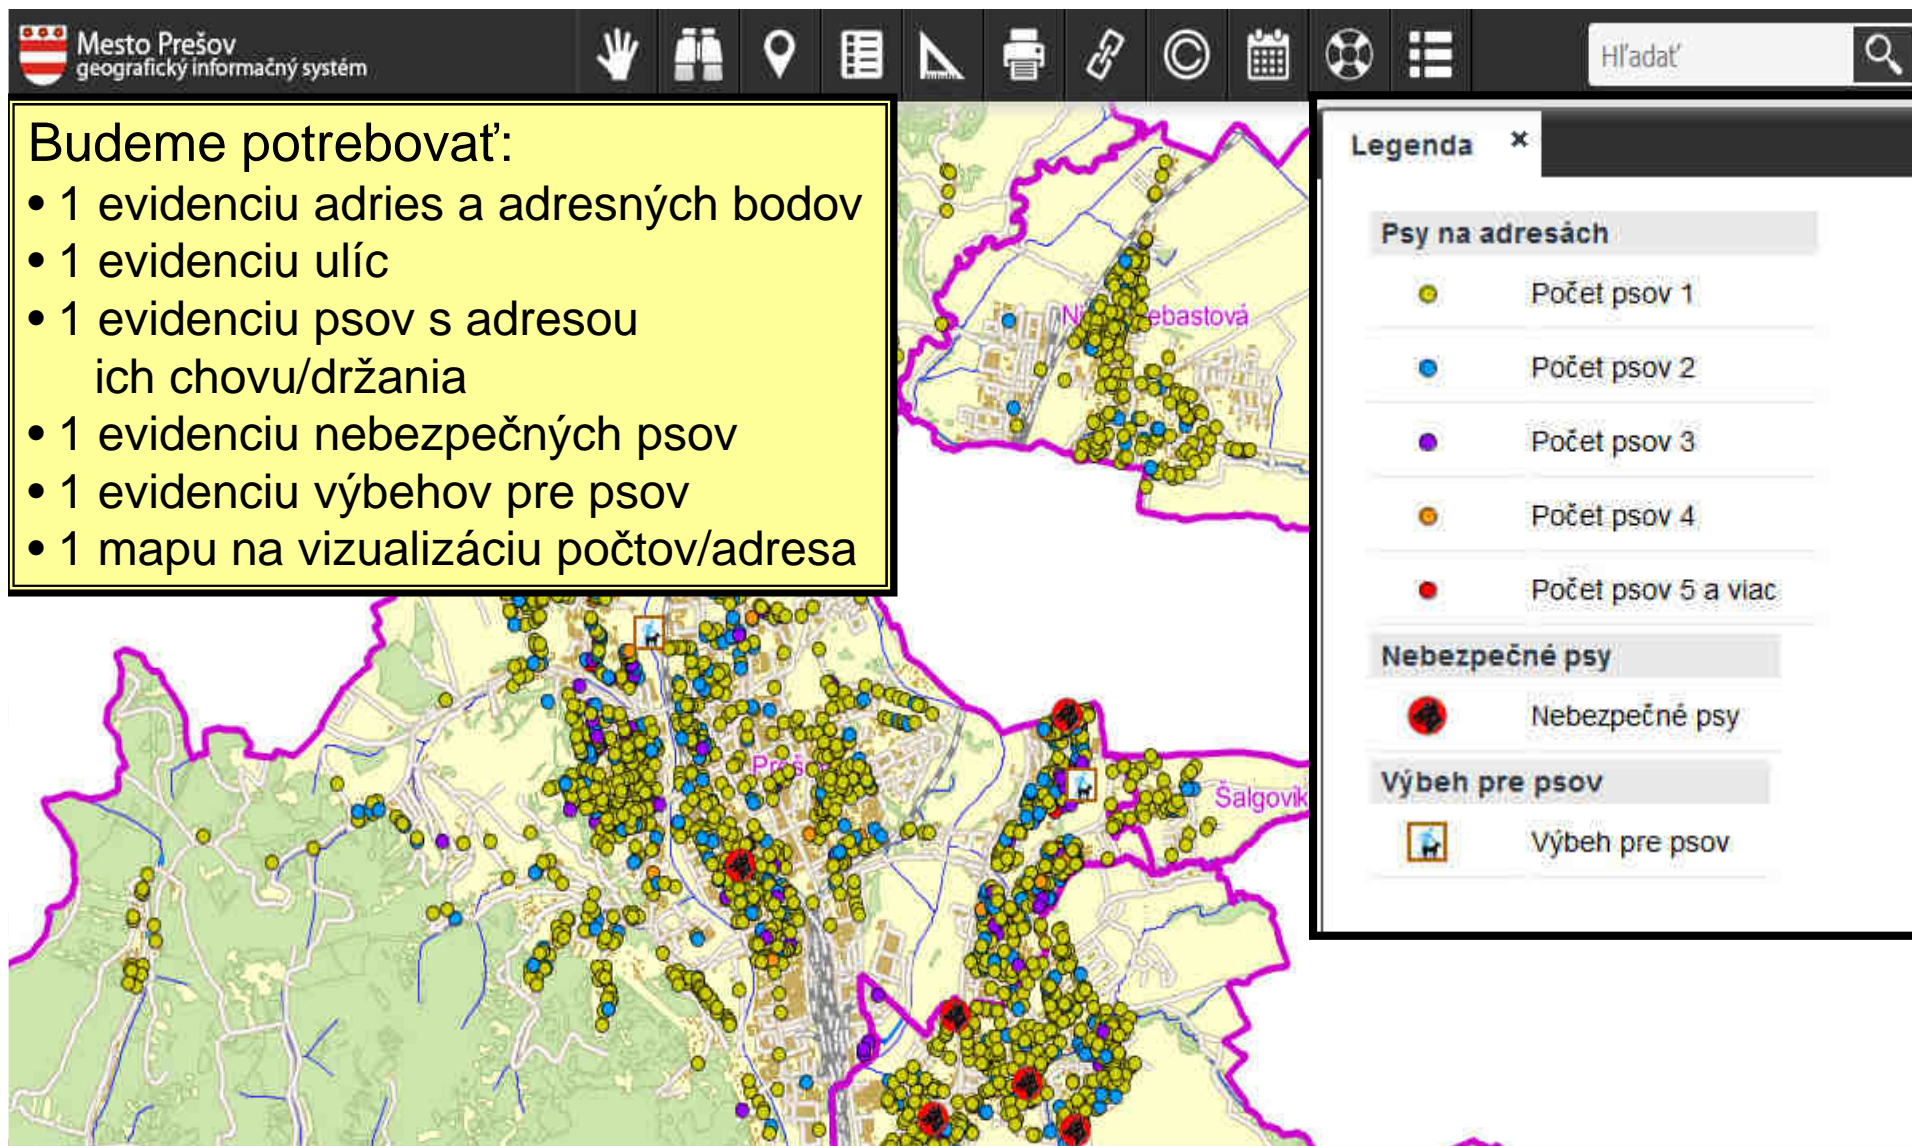 Mesto Prešov
geografický informačný systém
Hľadať
Budeme potrebovať:
• 1 evidenciu adries a adresných bodov
• 1 evidenciu ulíc
• 1 evidenciu psov s adresou
ich chovu/držania
• 1 evidenciu nebezpečných psov
• 1 evidenciu výbehov pre psov
• 1 mapu na vizualizáciu počtov/adresa
Legenda
Psy na adresách
Počet psov 1
Počet psov 2
Počet psov 3
Počet psov 4
Počet psov 5 a viac
Nebezpečné psy
Nebezpečné psy
Výbeh pre psov
Výbeh pre psov
Šalgovik